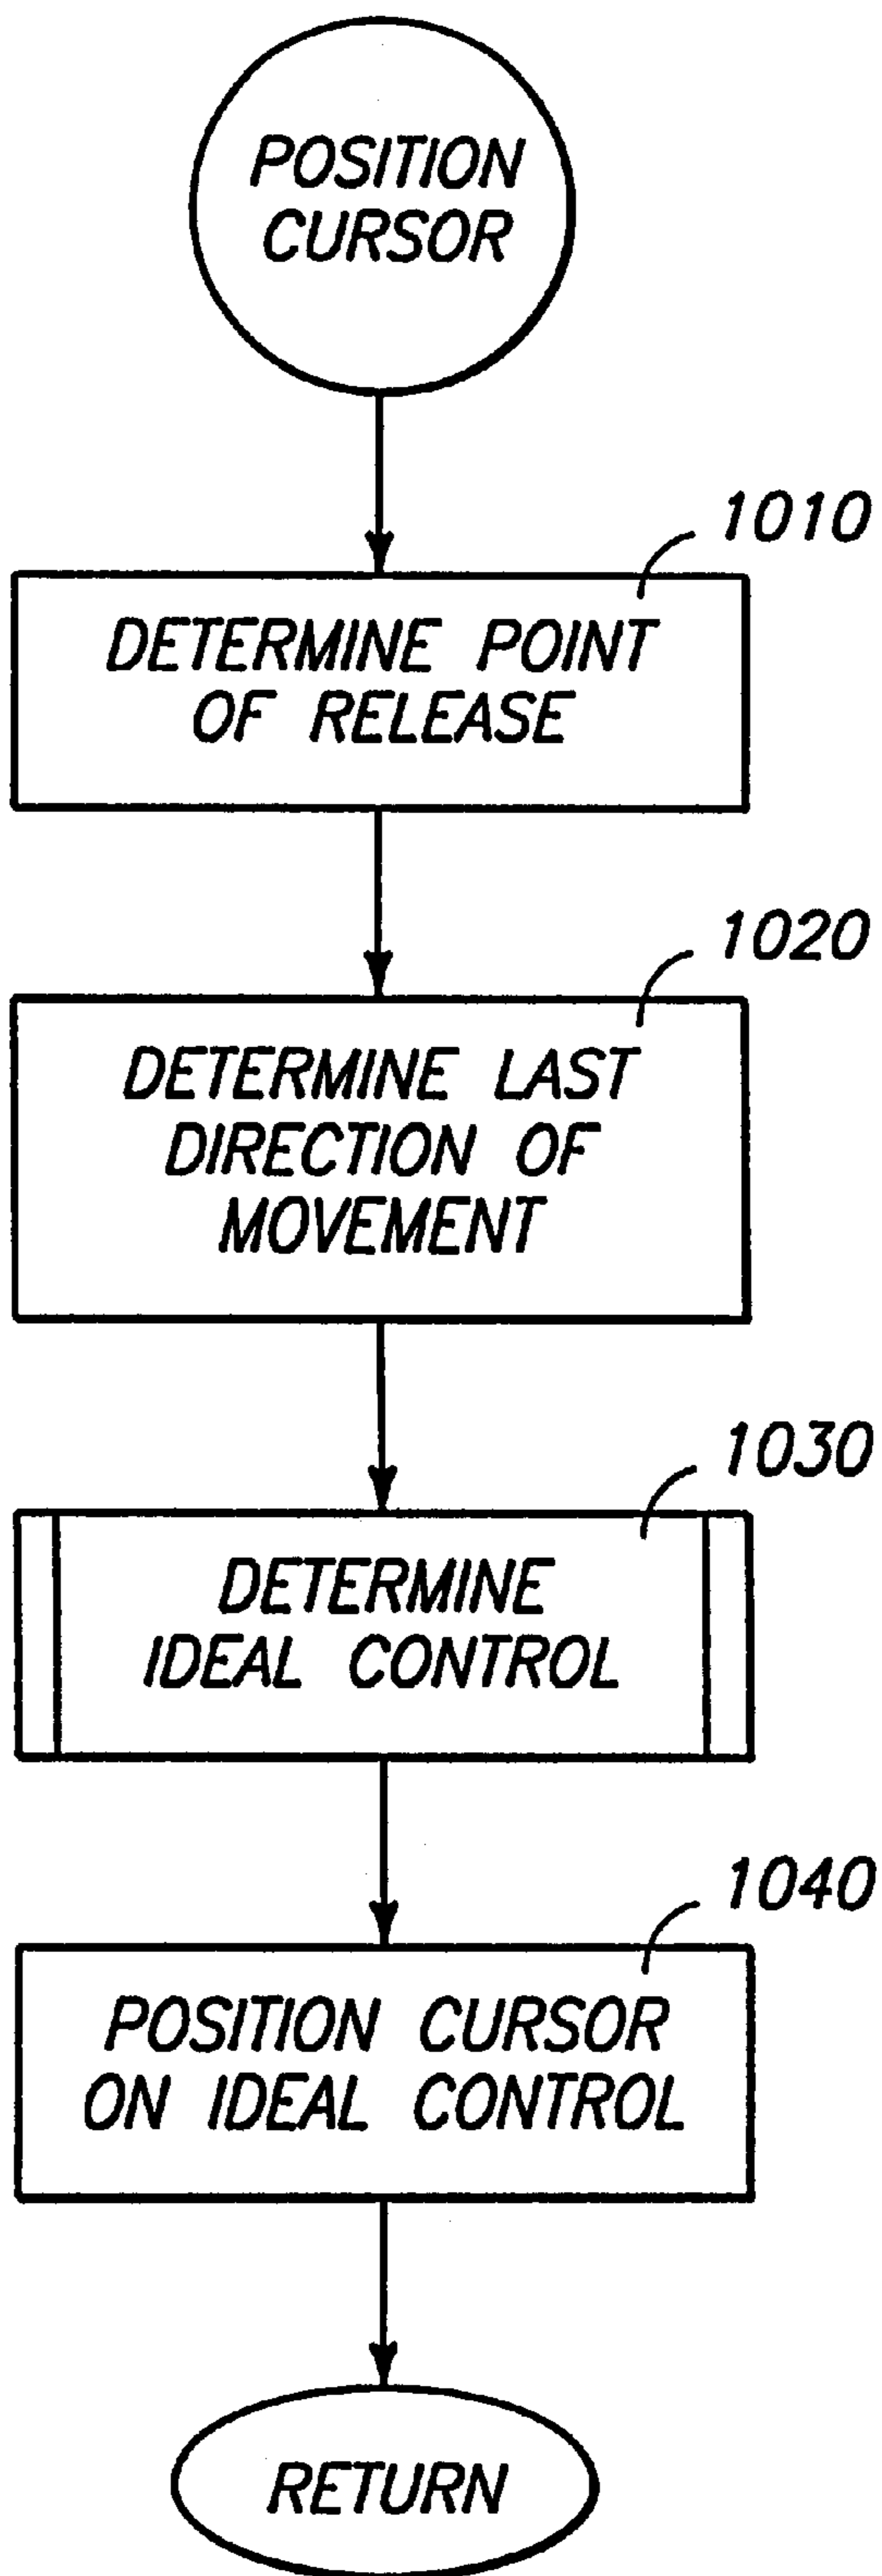 POSITION
CURSOR
1010
DETERMINE POINT
OF RELEASE
1020
DETERMINE LAST
DIRECTION OF
MOVEMENT
1030
DETERMINE
IDEAL CONTROL
1040
POSITION CURSOR
ON IDEAL CONTROL
RETURN